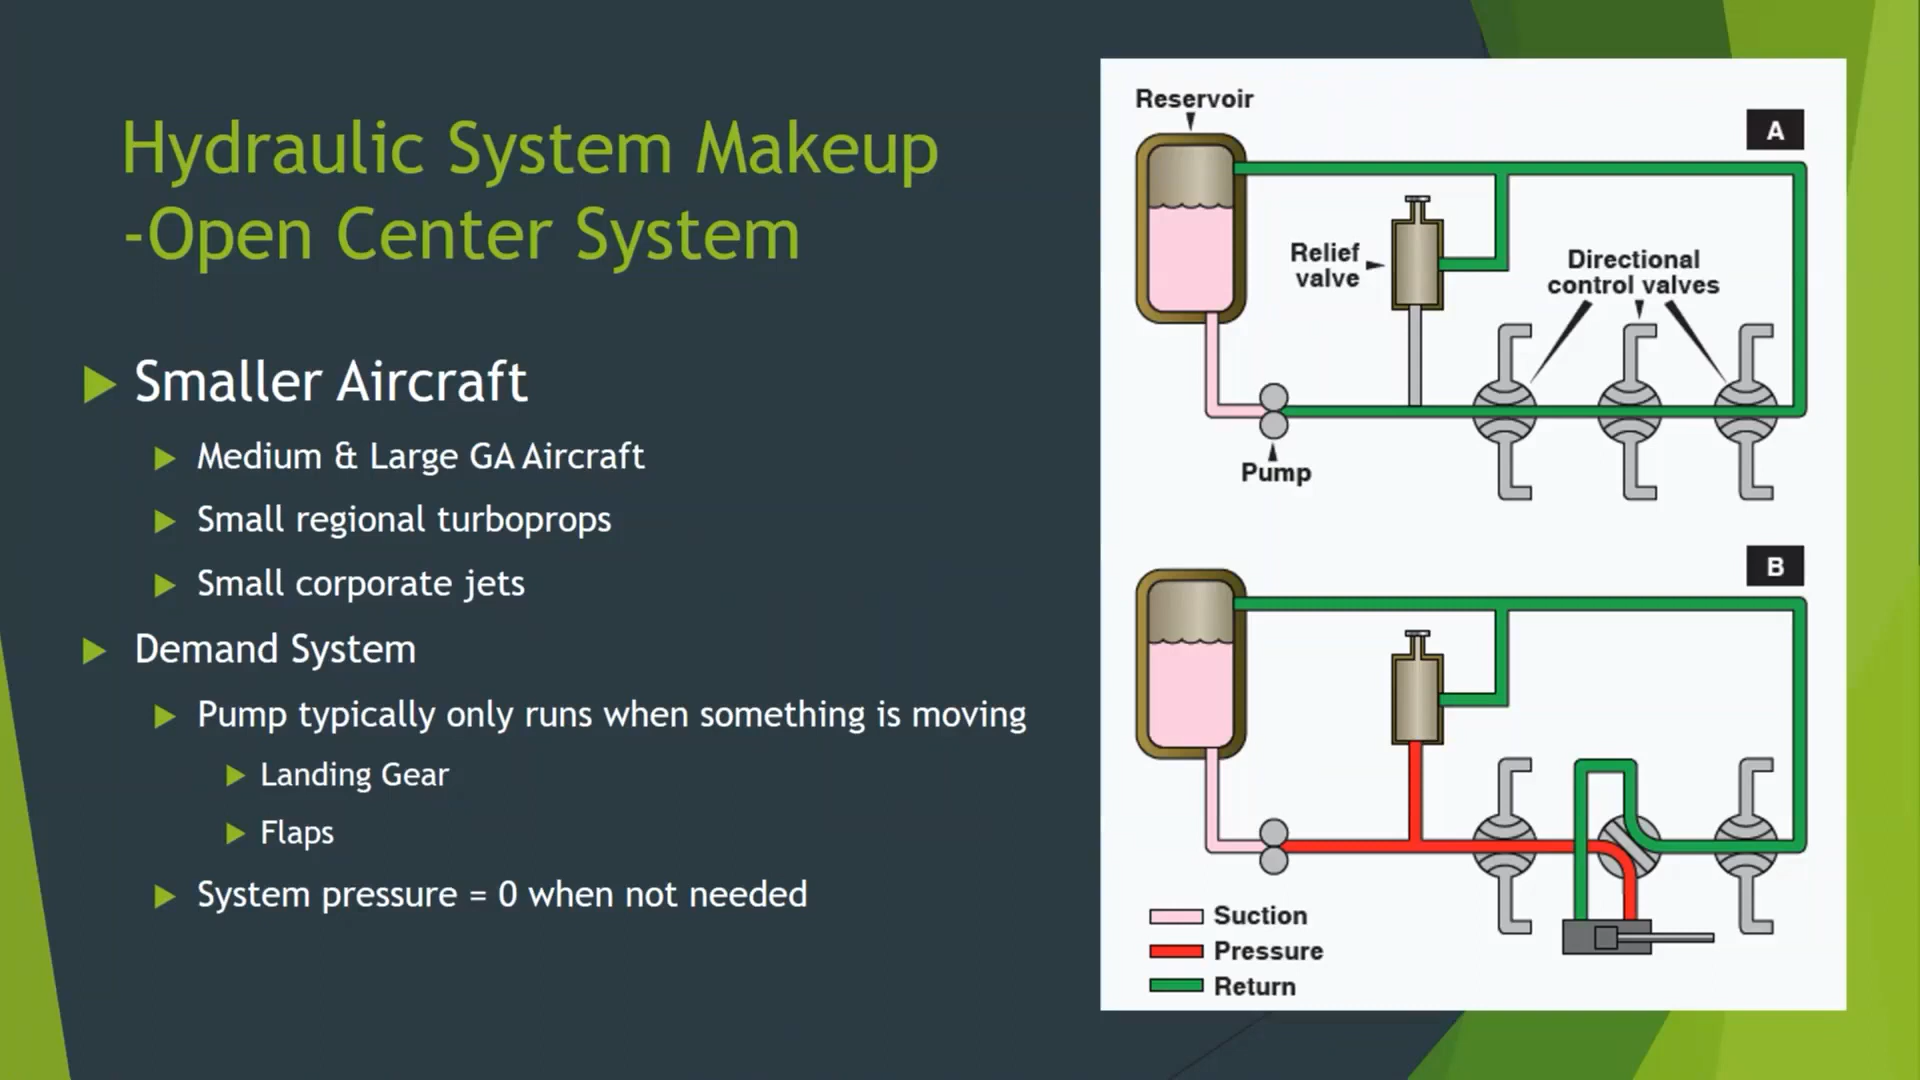 Hydraulic System Makeup
-Open Center System
Smaller Aircraft
Medium & Large GA Aircraft
Small regional turboprops
Small corporate jets
Demand System
Pump typically only runs when something is moving
Landing Gear
Flaps
System pressure = 0 when not needed
Reservoir
A
Relief
valve
Directional
control valves
Pump
B
Suction
Pressure
Return